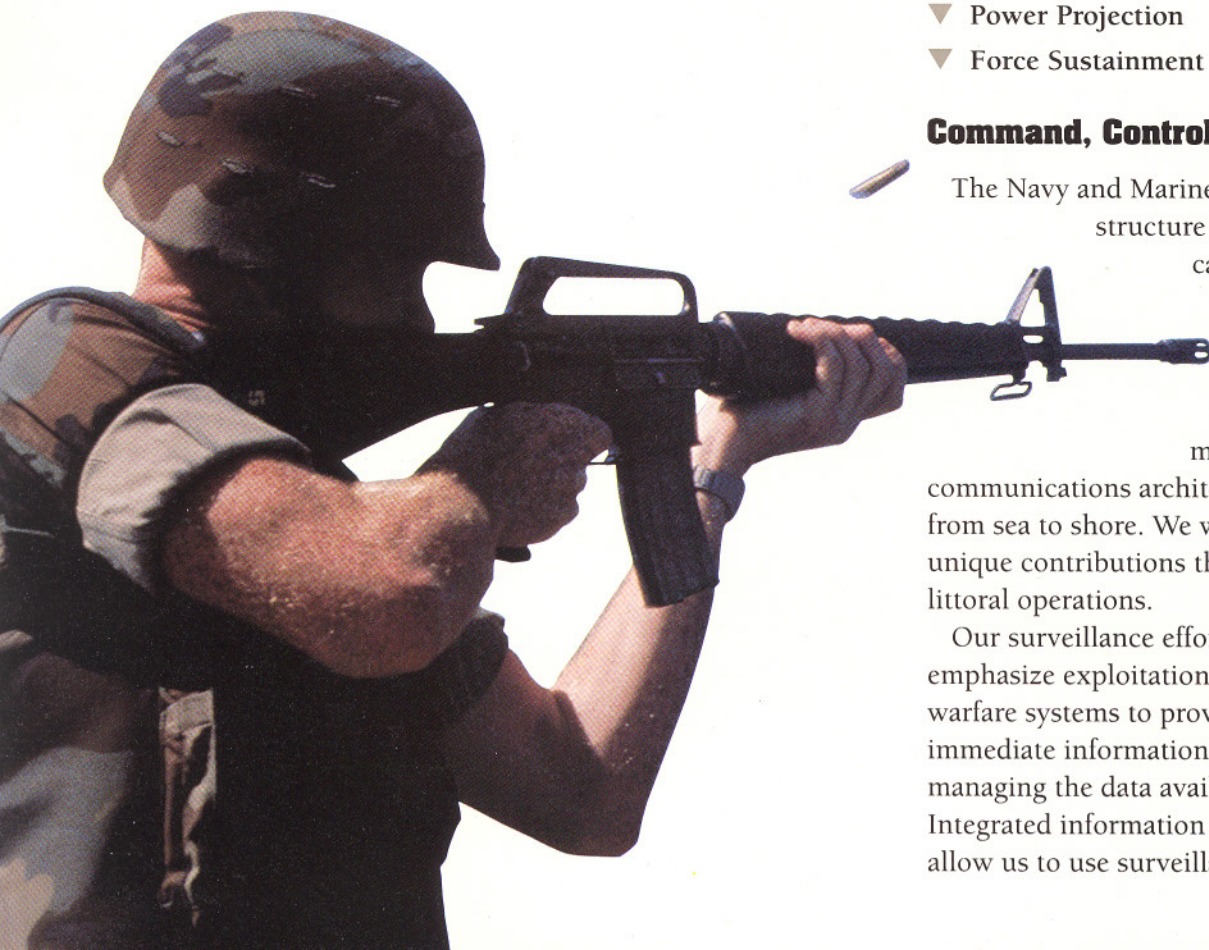 Power Projection
Force Sustainment
Command, Control
The Navy and Marine
structure
ca
m
communications archit
from sea to shore. We w
unique contributions th
littoral operations.
Our surveillance effo
emphasize exploitation
warfare systems to prov
immediate information
managing the data avai
Integrated information
allow us to use surveill